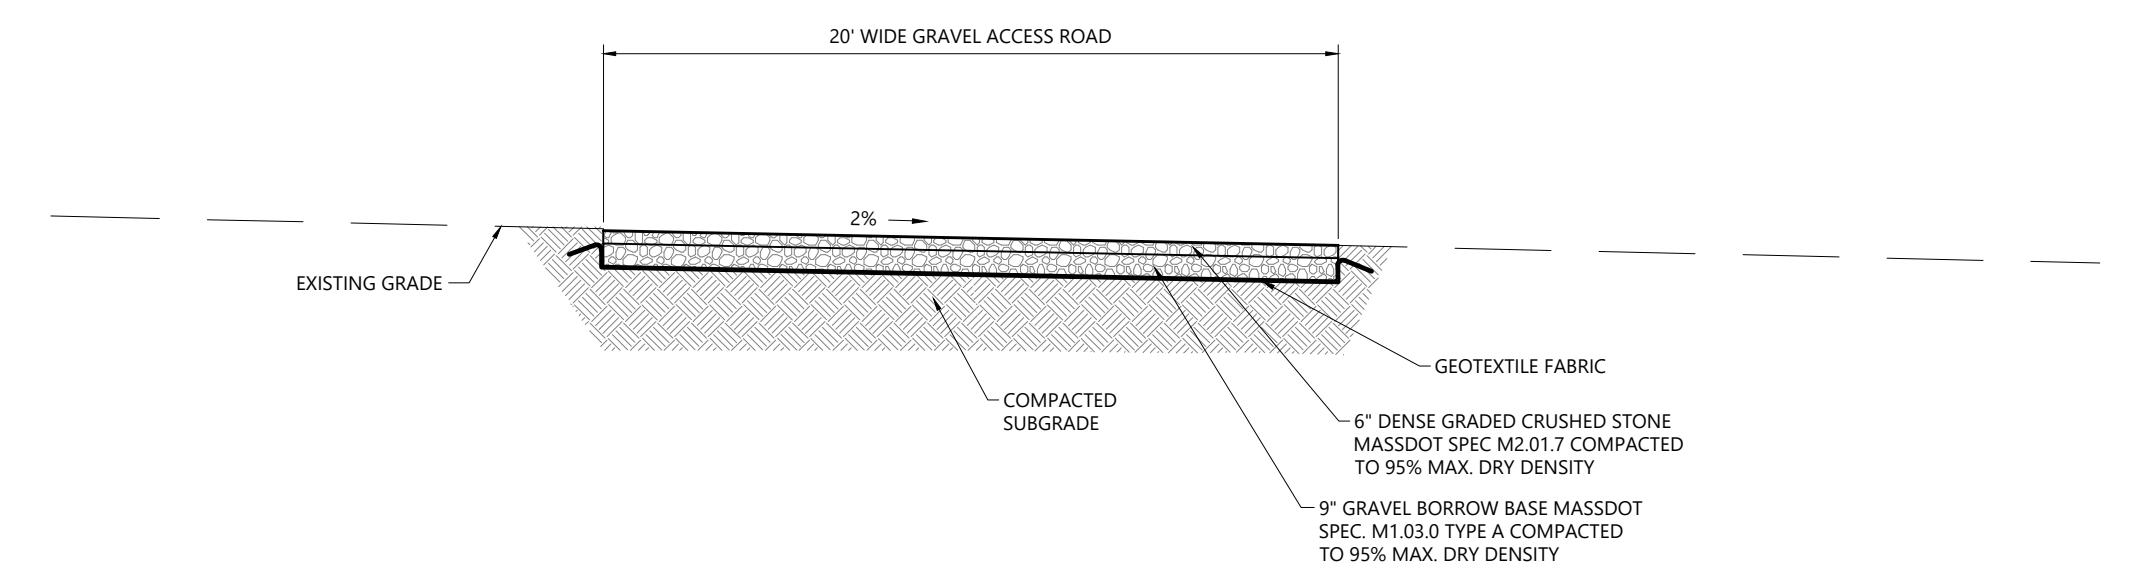 20' WIDE GRAVEL ACCESS ROAD
2%
EXISTING GRADE
GEOTEXTILE FABRIC
COMPACTED
SUBGRADE
6" DENSE GRADED CRUSHED STONE
MASSDOT SPEC M2.01.7 COMPACTED
TO 95% MAX. DRY DENSITY
9" GRAVEL BORROW BASE MASSDOT
SPEC. M1.03.0 TYPE A COMPACTED
TO 95% MAX. DRY DENSITY